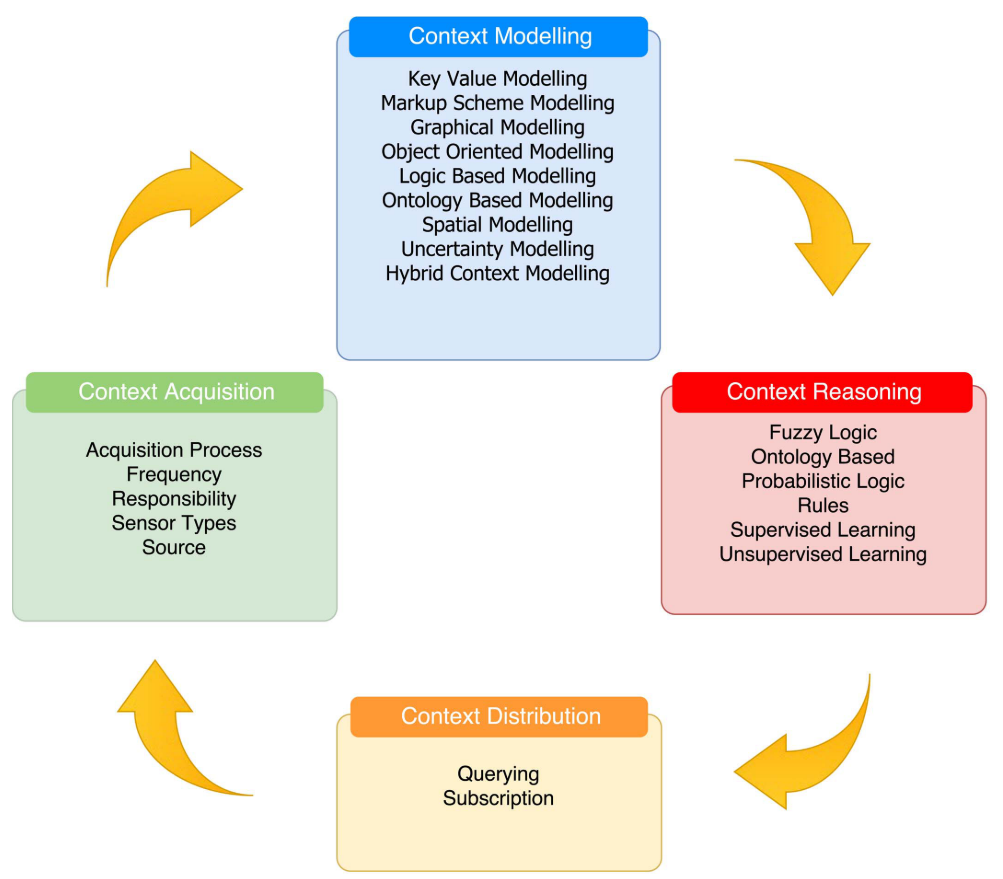 Context Modelling
Key Value Modelling
Markup Scheme Modelling
Graphical Modelling
Object Oriented Modelling
Logic Based Modelling
Ontology Based Modelling
Spatial Modelling
Uncertainty Modelling
Hybrid Context Modelling
Context Acquisition
Acquisition Process
Frequency
Responsibility
Sensor Types
Source
Context Reasoning
Fuzzy Logic
Ontology Based
Probabilistic Logic
Rules
Supervised Learning
Unsupervised Learning
Context Distribution
Querying
Subscription